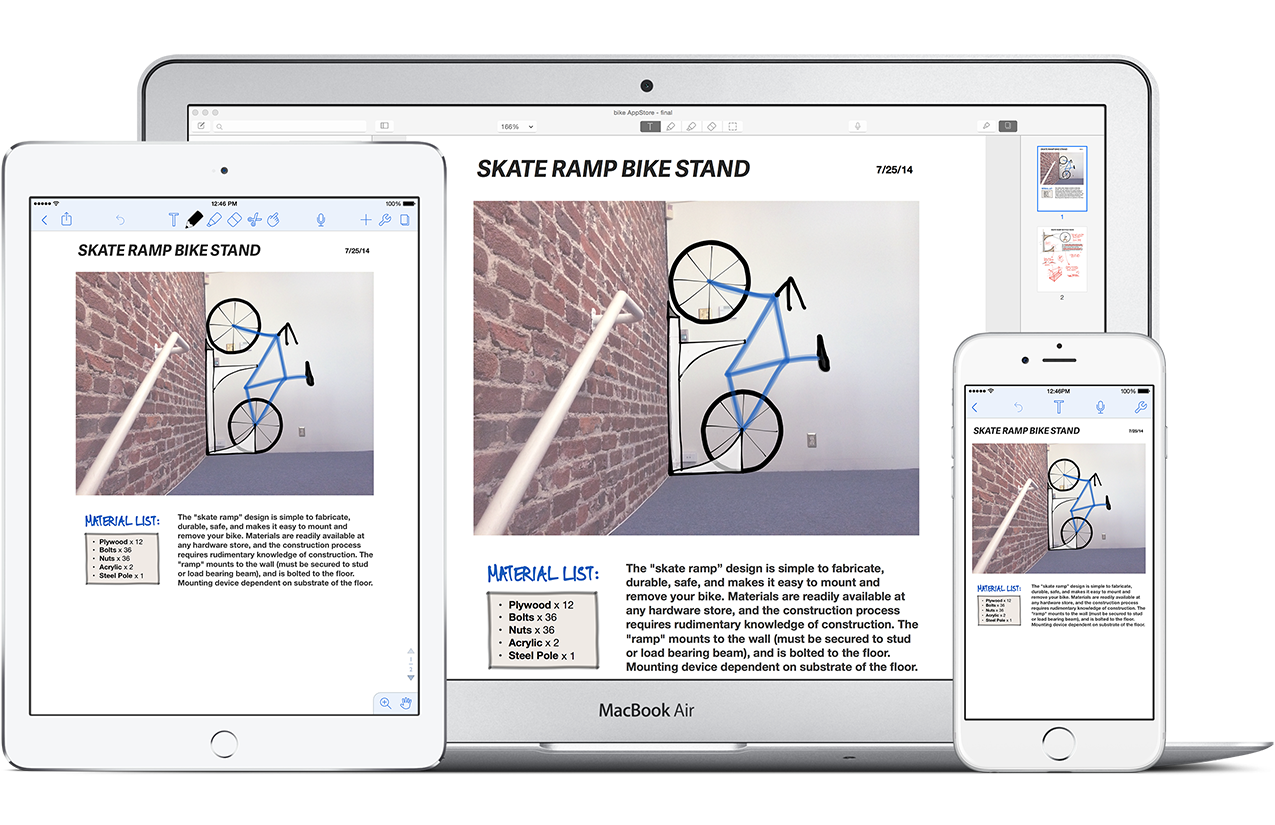 bike.AppStore - final
166%
T
SKATE RAMP BIKE STAND
7/25/14
MATERIAL LIST:
• Plywood x 12
• Bolts x 36
• Nuts x 36
• Acrylic x 2
• Steel Pole x 1
The "skate ramp" design is simple to fabricate,
durable, safe, and makes it easy to mount and
remove your bike. Materials are readily available at
any hardware store, and the construction process
requires rudimentary knowledge of construction. The
"ramp" mounts to the wall (must be secured to stud
or load bearing beam), and is bolted to the floor.
Mounting device dependent on substrate of the floor.
1
2
MacBook Air
12:46 PM
100%
T
SKATE RAMP BIKE STAND
7/25/14
MATERIAL LIST:
• Plywood x 12
• Bolts x 36
• Nuts x 36
• Acrylic x 2
• Steel Pole x 1
The "skate ramp" design is simple to fabricate,
durable, safe, and makes it easy to mount and
remove your bike. Materials are readily available at
any hardware store, and the construction process
requires rudimentary knowledge of construction. The
"ramp" mounts to the wall (must be secured to stud
or load bearing beam), and is bolted to the floor.
Mounting device dependent on substrate of the floor.
12:46PM
100%
T
SKATE RAMP BIKE STAND
7/25/14
MATERIAL LIST:
• Plywood x 12
• Bolts x 36
• Nuts x 36
• Acrylic x 2
• Steel Pole x 1
The "skate ramp" design is simple to fabricate,
durable, safe, and makes it easy to mount and
remove your bike. Materials are readily available at
any hardware store, and the construction process
requires rudimentary knowledge of construction. The
"ramp" mounts to the wall (must be secured to stud
or load bearing beam), and is bolted to the floor.
Mounting device dependent on substrate of the floor.